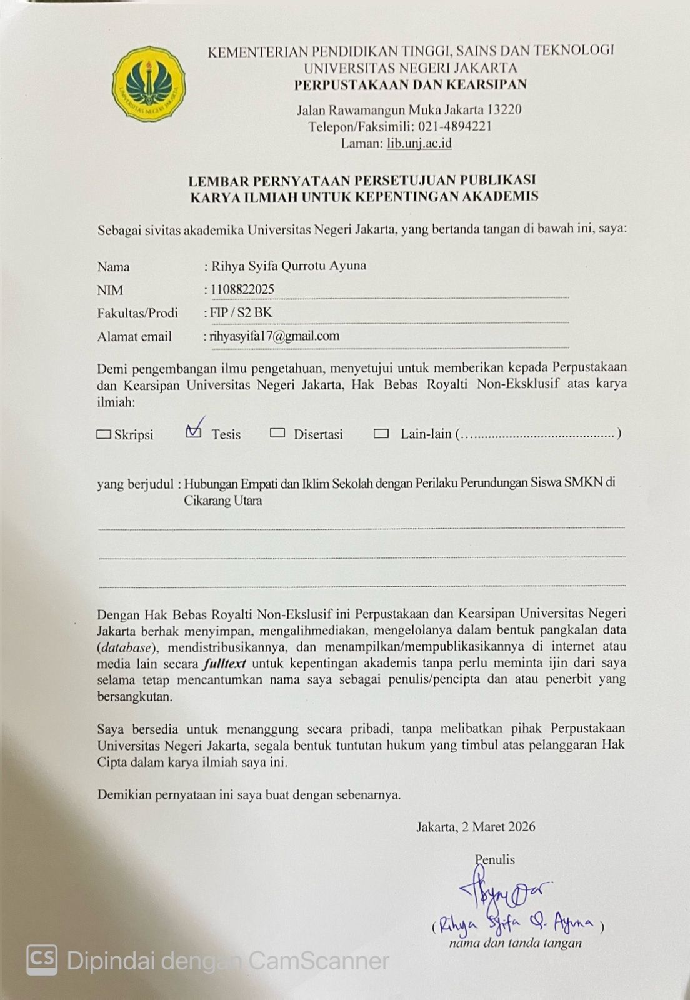 KEMENTERIAN PENDIDIKAN TINGGI, SAINS DAN TEKNOLOGI
UNIVERSITAS NEGERI JAKARTA
PERPUSTAKAAN DAN KEARSIPAN
Jalan Rawamangun Muka Jakarta 13220
Telepon/Faksimili: 021-4894221
Laman: lib.unj.ac.id
UNIVERSITAS NEGERI JAKARTA
LEMBAR PERNYATAAN PERSETUJUAN PUBLIKASI
KARYA ILMIAH UNTUK KEPENTINGAN AKADEMIS
Sebagai sivitas akademika Universitas Negeri Jakarta, yang bertanda tangan di bawah ini, saya:
Nama : Rihya Syifa Qurrotu Ayuna
NIM : 1108822025
Fakultas/Prodi : FIP / S2 BK
Alamat email : rihyasyifa17@gmail.com
Demi pengembangan ilmu pengetahuan, menyetujui untuk memberikan kepada Perpustakaan
dan Kearsipan Universitas Negeri Jakarta, Hak Bebas Royalti Non-Eksklusif atas karya
ilmiah:
Skripsi Tesis Disertasi Lain-lain (............................................)
yang berjudul : Hubungan Empati dan Iklim Sekolah dengan Perilaku Perundungan Siswa SMKN di
Cikarang Utara
Dengan Hak Bebas Royalti Non-Ekslusif ini Perpustakaan dan Kearsipan Universitas Negeri
Jakarta berhak menyimpan, mengalihmediakan, mengelolanya dalam bentuk pangkalan data
(database), mendistribusikannya, dan menampilkan/mempublikasikannya di internet atau
media lain secara fulltext untuk kepentingan akademis tanpa perlu meminta ijin dari saya
selama tetap mencantumkan nama saya sebagai penulis/pencipta dan atau penerbit yang
bersangkutan.
Saya bersedia untuk menanggung secara pribadi, tanpa melibatkan pihak Perpustakaan
Universitas Negeri Jakarta, segala bentuk tuntutan hukum yang timbul atas pelanggaran Hak
Cipta dalam karya ilmiah saya ini.
Demikian pernyataan ini saya buat dengan sebenarnya.
Jakarta, 2 Maret 2026
Penulis
(Rihya Syifa Q. Ayuna)
nama dan tanda tangan
CS Dipindai dengan CamScanner